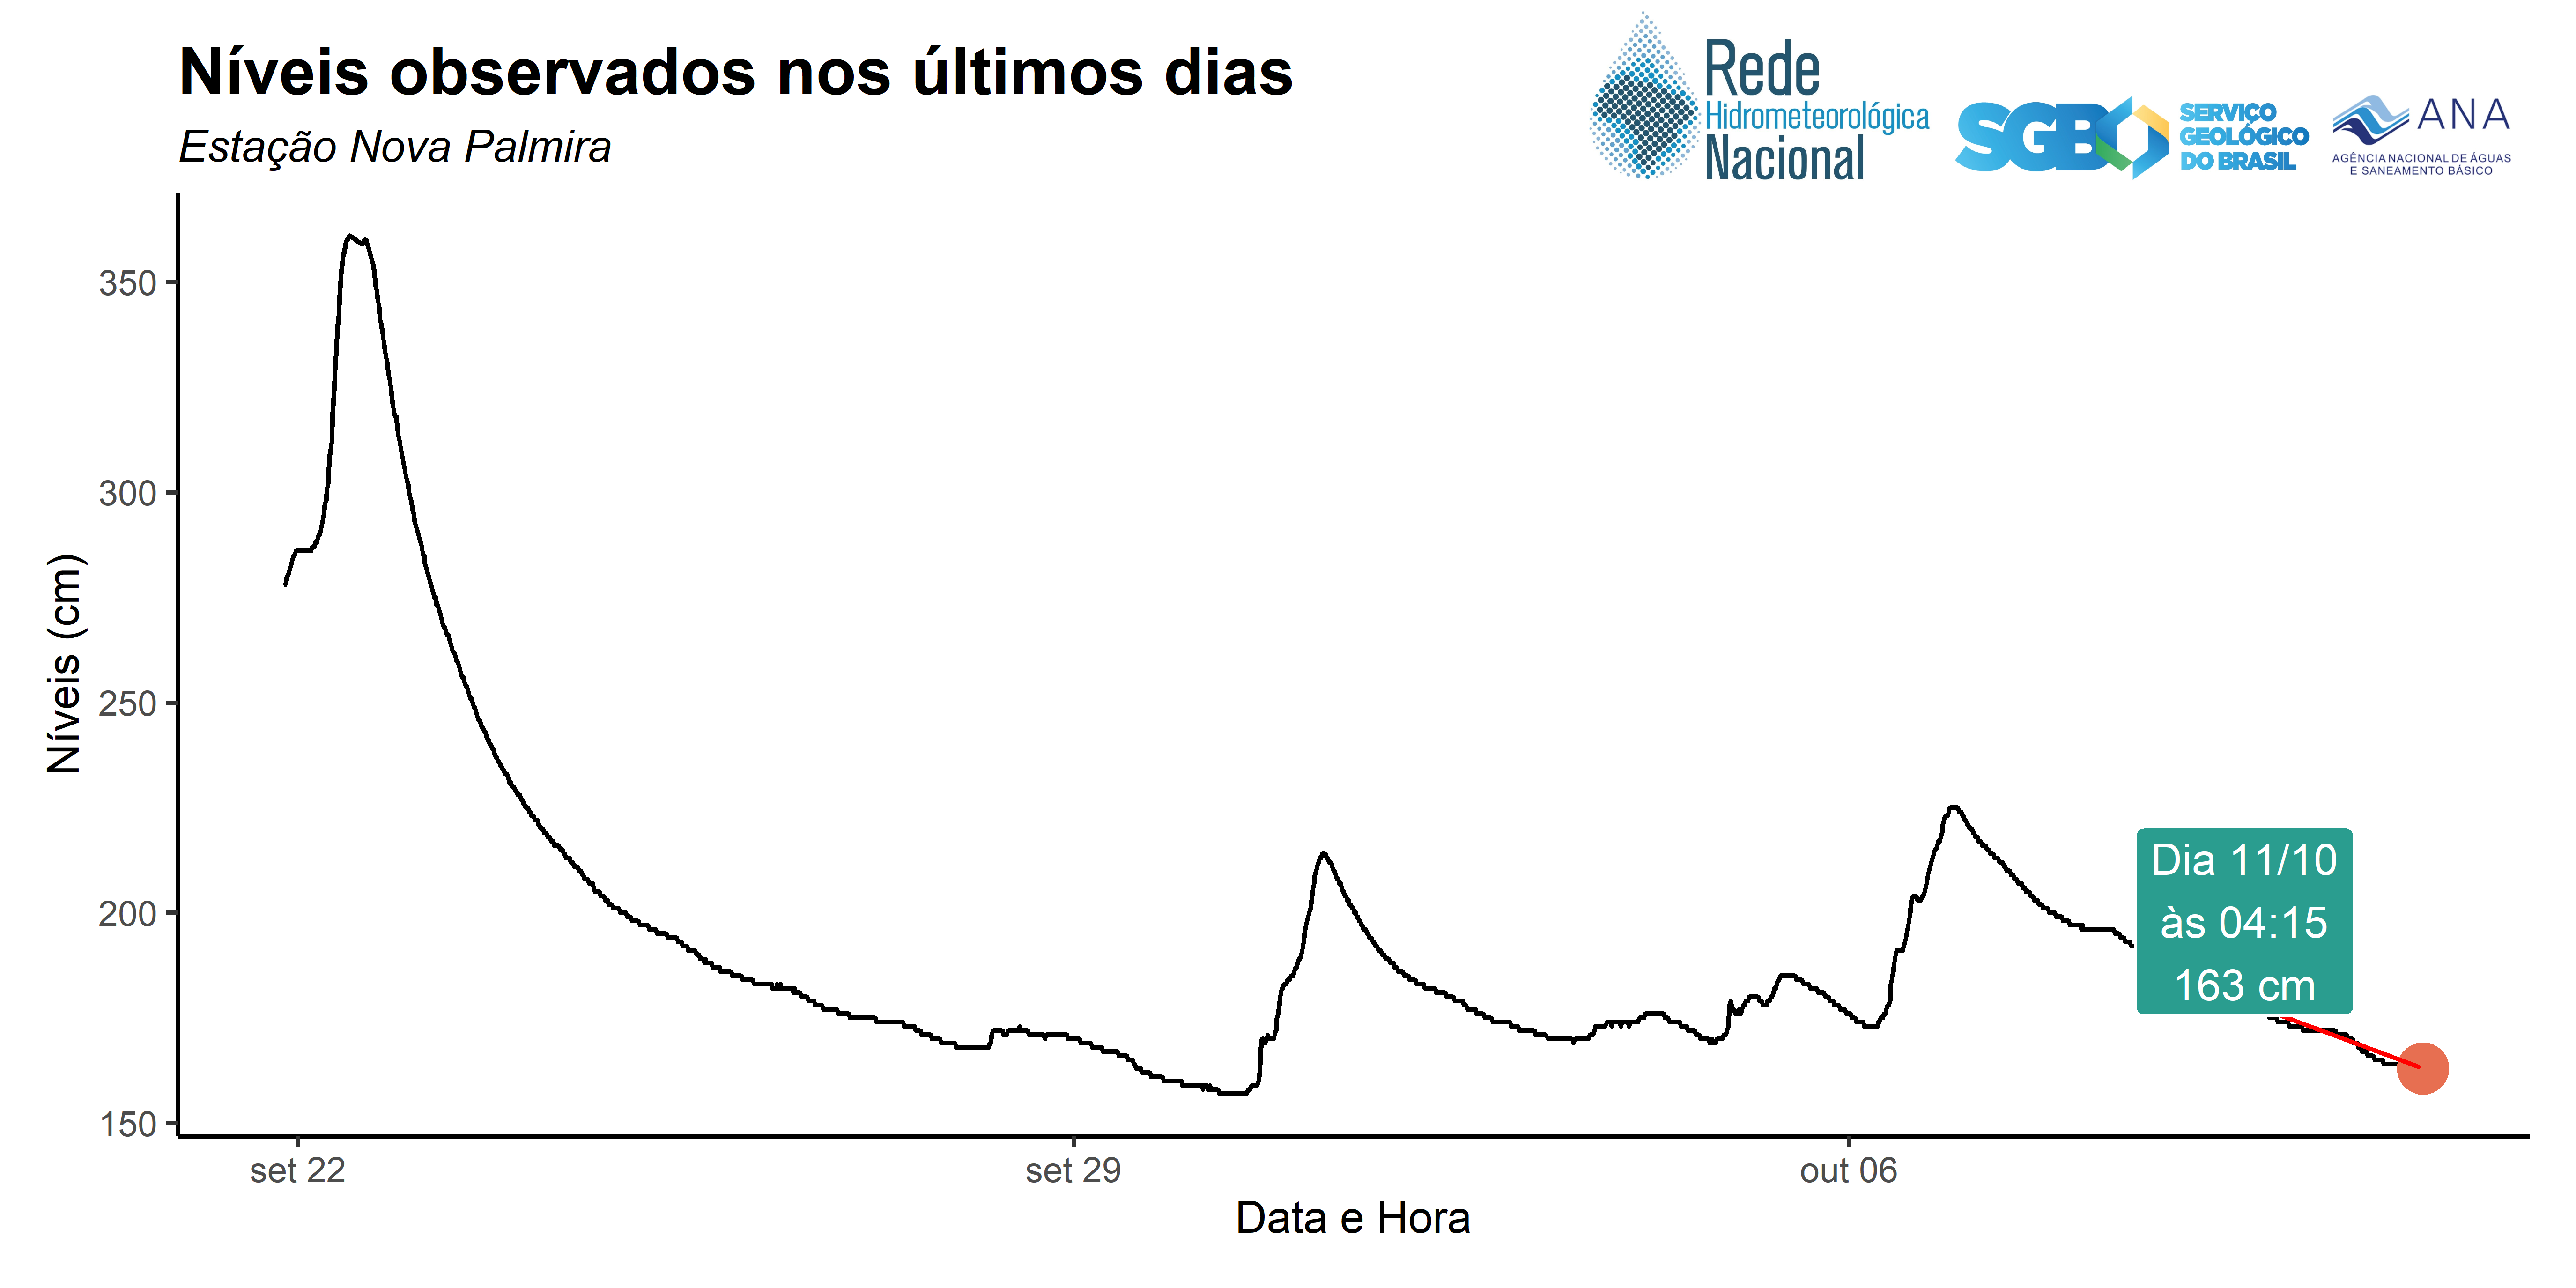 Níveis observados nos últimos dias
Estação Nova Palmira
Rede
Hidrometeorológica
Nacional
SGB
SERVIÇO
GEOLÓGICO
DO BRASIL
ANA
AGÊNCIA NACIONAL DE ÁGUAS
E SANEAMENTO BÁSICO
Níveis (cm)
350
300
250
200
150
Dia 11/10
às 04:15
163 cm
set 22
set 29
out 06
Data e Hora